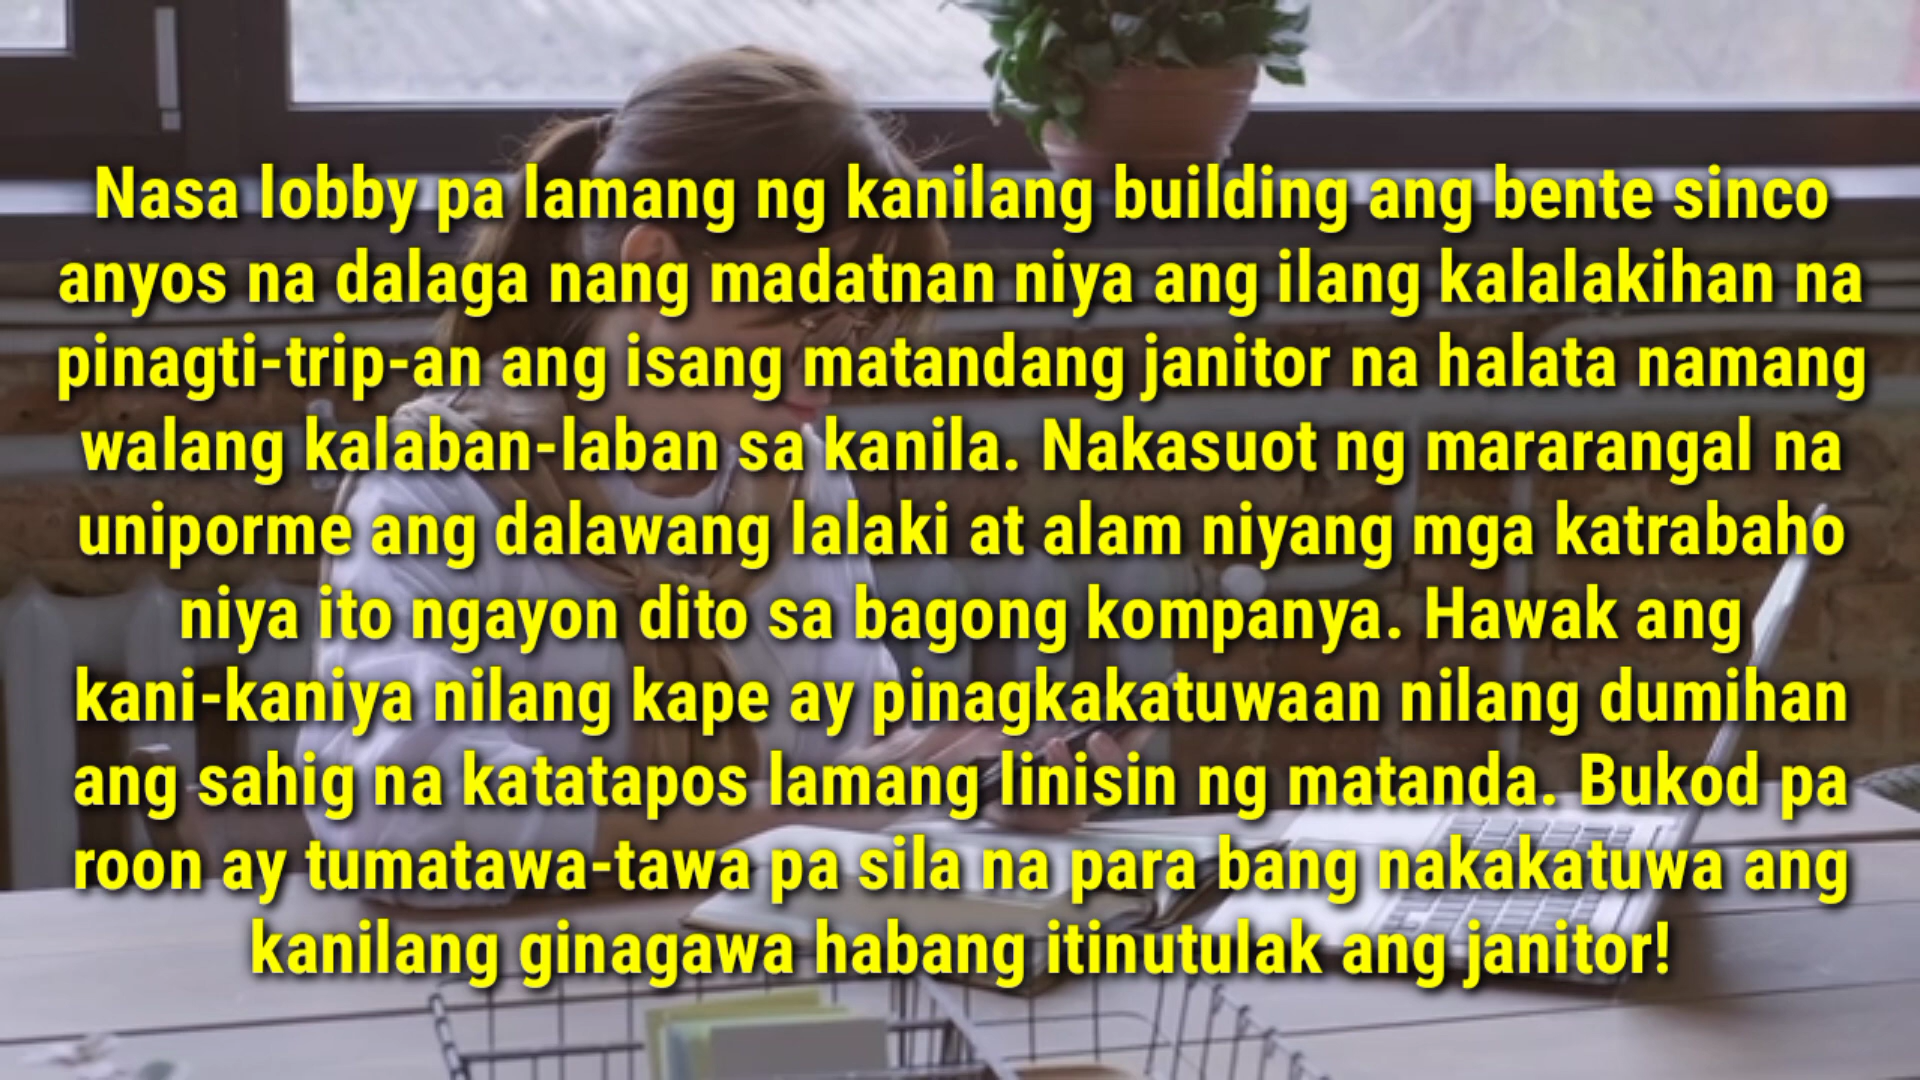 Nasa lobby pa lamang ng kanilang building ang bente sinco
anyos na dalaga nang madatnan niya ang ilang kalalakihan na
pinagti-trip-an ang isang matandang janitor na halata namang
walang kalaban-laban sa kanila. Nakasuot ng mararangal na
uniporme ang dalawang lalaki at alam niyang mga katrabaho
niya ito ngayon dito sa bagong kompanya. Hawak ang
kani-kaniya nilang kape ay pinagkakatuwaan nilang dumihan
ang sahig na katatapos lamang linisin ng matanda. Bukod pa
roon ay tumatawa-tawa pa sila na para bang nakakatuwa ang
kanilang ginagawa habang itinutulak ang janitor!